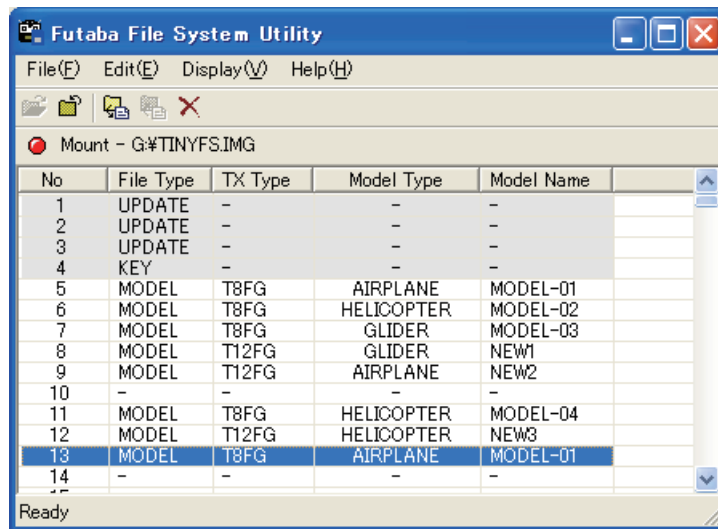 Futaba File System Utility
File(F) Edit(E) Display(V) Help(H)
Mount - G:¥TINYFS.IMG
No File Type TX Type Model Type Model Name
1 UPDATE - - -
2 UPDATE - - -
3 UPDATE - - -
4 KEY - - -
5 MODEL T8FG AIRPLANE MODEL-01
6 MODEL T8FG HELICOPTER MODEL-02
7 MODEL T8FG GLIDER MODEL-03
8 MODEL T12FG GLIDER NEW1
9 MODEL T12FG AIRPLANE NEW2
10 - - - -
11 MODEL T8FG HELICOPTER MODEL-04
12 MODEL T12FG HELICOPTER NEW3
13 MODEL T8FG AIRPLANE MODEL-01
14 - - - -
Ready